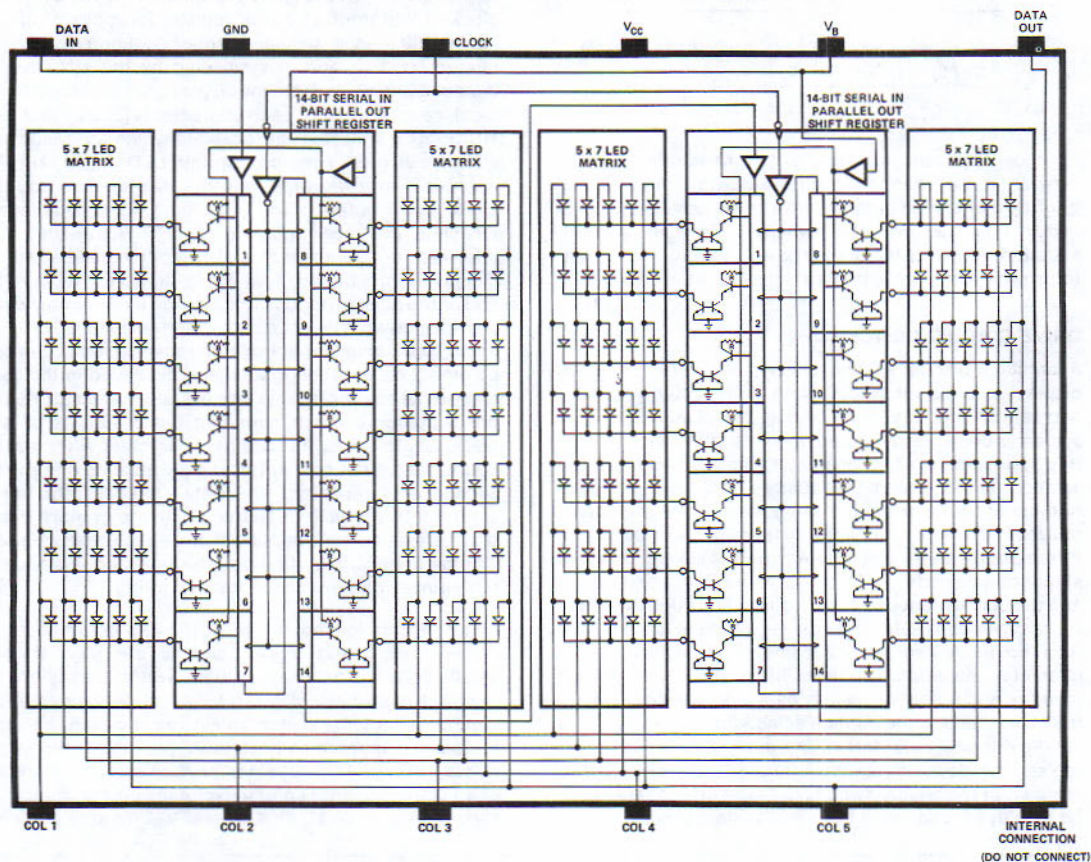 DATA IN
GND
CLOCK
VCC
VB
DATA OUT
14-BIT SERIAL IN
PARALLEL OUT
SHIFT REGISTER
14-BIT SERIAL IN
PARALLEL OUT
SHIFT REGISTER
5 x 7 LED
MATRIX
5 x 7 LED
MATRIX
5 x 7 LED
MATRIX
5 x 7 LED
MATRIX
1 8 1 8
2 9 2 9
3 10 3 10
4 11 4 11
5 12 5 12
6 13 6 13
7 14 7 14
COL 1
COL 2
COL 3
COL 4
COL 5
INTERNAL
CONNECTION
(DO NOT CONNECT)